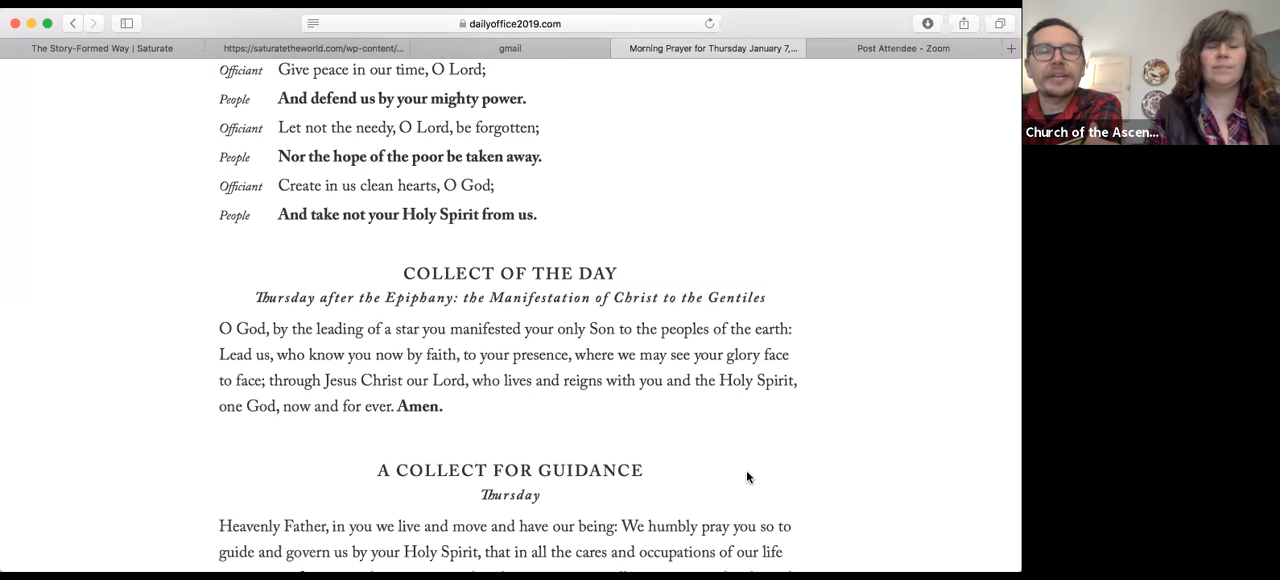 dailyoffice2019.com
The Story-Formed Way | Saturate
https://saturatetheworld.com/wp-content/...
gmail
Morning Prayer for Thursday January 7,...
Post Attendee - Zoom
Officiant Give peace in our time, O Lord;
People And defend us by your mighty power.
Officiant Let not the needy, O Lord, be forgotten;
People Nor the hope of the poor be taken away.
Officiant Create in us clean hearts, O God;
People And take not your Holy Spirit from us.
COLLECT OF THE DAY
Thursday after the Epiphany: the Manifestation of Christ to the Gentiles
O God, by the leading of a star you manifested your only Son to the peoples of the earth:
Lead us, who know you now by faith, to your presence, where we may see your glory face
to face; through Jesus Christ our Lord, who lives and reigns with you and the Holy Spirit,
one God, now and for ever. Amen.
A COLLECT FOR GUIDANCE
Thursday
Heavenly Father, in you we live and move and have our being: We humbly pray you so to
guide and govern us by your Holy Spirit, that in all the cares and occupations of our life
Church of the Ascen...